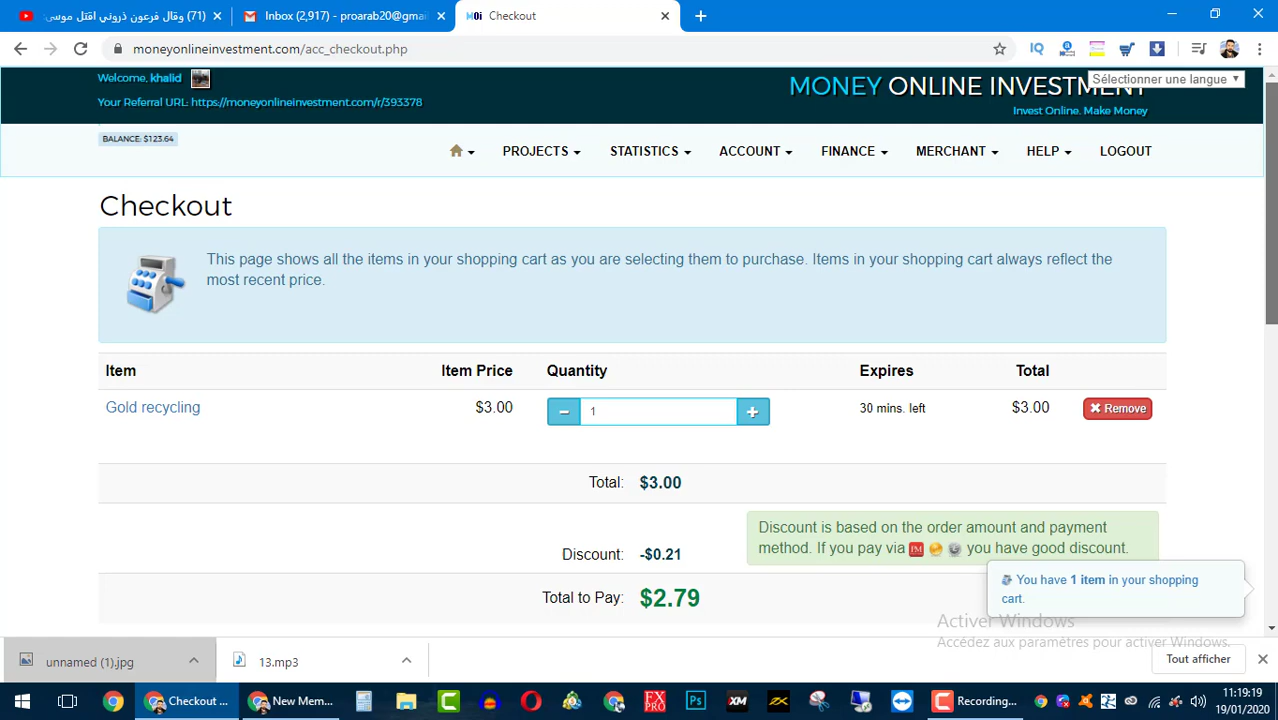 (71) وقال فرعون ذروني اقتل موسى:
Inbox (2,917) - proarab20@gmai
M0i Checkout
moneyonlineinvestment.com/acc_checkout.php
Welcome, khalid
Your Referral URL: https://moneyonlineinvestment.com/r/393378
MONEY ONLINE INVESTMENT
Sélectionner une langue
Invest Online. Make Money
BALANCE: $123.64
PROJECTS STATISTICS ACCOUNT FINANCE MERCHANT HELP LOGOUT
Checkout
This page shows all the items in your shopping cart as you are selecting them to purchase. Items in your shopping cart always reflect the
most recent price.
Item Item Price Quantity Expires Total
Gold recycling $3.00 − 1 + 30 mins. left $3.00 Remove
Total: $3.00
Discount is based on the order amount and payment
method. If you pay via PM you have good discount.
Discount: -$0.21
You have 1 item in your shopping
cart.
Total to Pay: $2.79
Activer Windows
Accédez aux paramètres pour activer Windows.
unnamed (1).jpg
13.mp3
Tout afficher
Checkout ...
New Mem...
FX PRO
Ps
XM
Recording...
11:19:19
19/01/2020